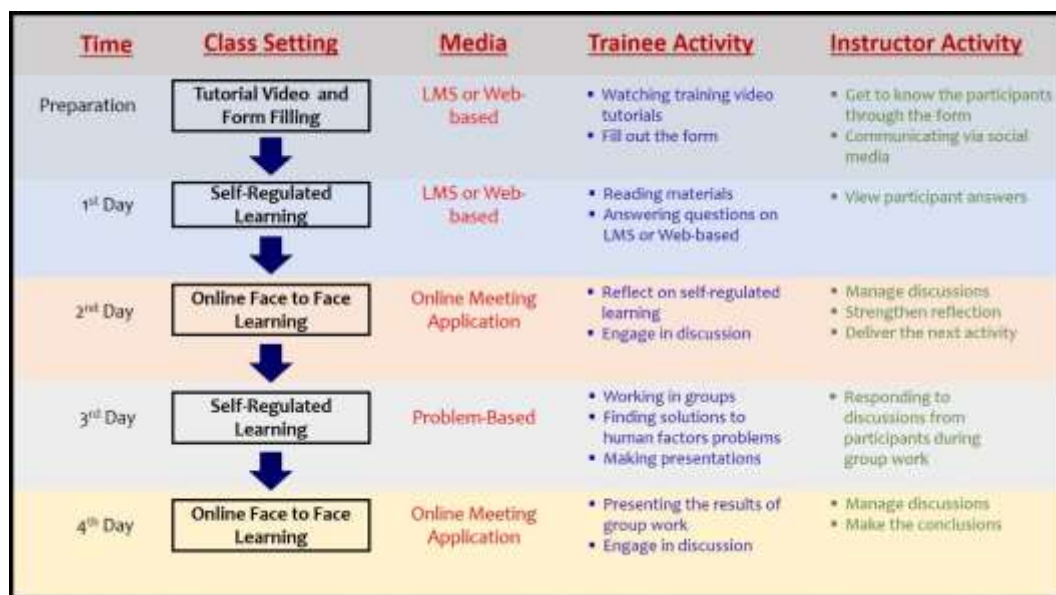 Time
Class Setting
Media
Trainee Activity
Instructor Activity
Preparation
Tutorial Video and
Form Filling
LMS or Web-
based
▪ Watching training video
tutorials
▪ Fill out the form
▪ Get to know the participants
through the form
▪ Communicating via social
media
1st Day
Self-Regulated
Learning
LMS or Web-
based
▪ Reading materials
▪ Answering questions on
LMS or Web-based
▪ View participant answers
2nd Day
Online Face to Face
Learning
Online Meeting
Application
▪ Reflect on self-regulated
learning
▪ Engage in discussion
▪ Manage discussions
▪ Strengthen reflection
▪ Deliver the next activity
3rd Day
Self-Regulated
Learning
Problem-Based
▪ Working in groups
▪ Finding solutions to
human factors problems
▪ Making presentations
▪ Responding to
discussions from
participants during
group work
4th Day
Online Face to Face
Learning
Online Meeting
Application
▪ Presenting the results of
group work
▪ Engage in discussion
▪ Manage discussions
▪ Make the conclusions